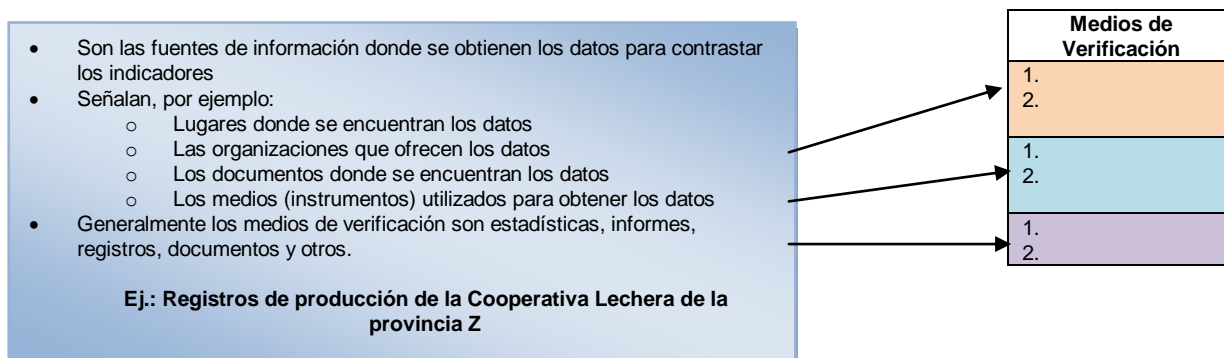 • Son las fuentes de información donde se obtienen los datos para contrastar
los indicadores
• Señalan, por ejemplo:
o Lugares donde se encuentran los datos
o Las organizaciones que ofrecen los datos
o Los documentos donde se encuentran los datos
o Los medios (instrumentos) utilizados para obtener los datos
• Generalmente los medios de verificación son estadísticas, informes,
registros, documentos y otros.
Ej.: Registros de producción de la Cooperativa Lechera de la
provincia Z
Medios de
Verificación
1.
2.
1.
2.
1.
2.